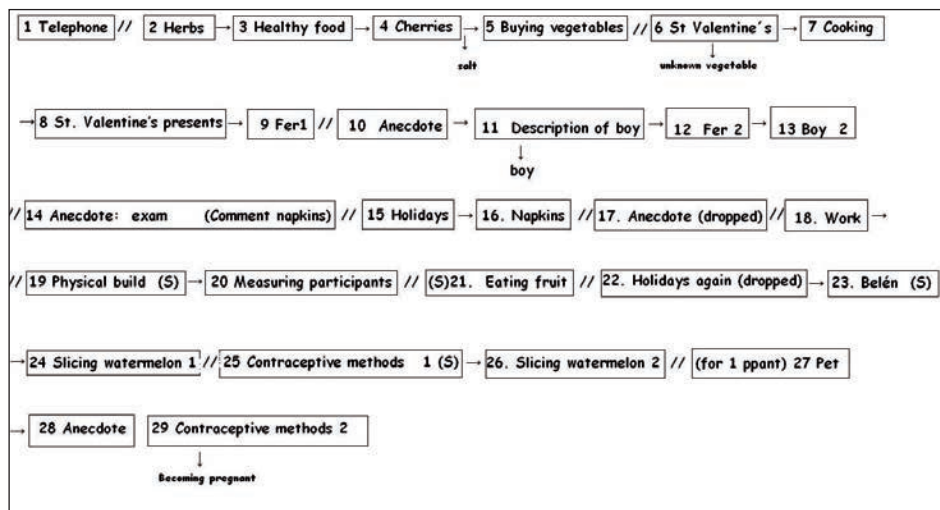 1 Telephone // 2 Herbs → 3 Healthy food → 4 Cherries → 5 Buying vegetables // 6 St Valentine´s → 7 Cooking
↓ ↓
salt unknown vegetable
→ 8 St. Valentine's presents → 9 Fer1 // 10 Anecdote → 11 Description of boy → 12 Fer 2 → 13 Boy 2
↓
boy
// 14 Anecdote: exam (Comment napkins) // 15 Holidays → 16. Napkins // 17. Anecdote (dropped) // 18. Work →
// 19 Physical build (S) → 20 Measuring participants // (S)21. Eating fruit // 22. Holidays again (dropped) → 23. Belén (S)
→ 24 Slicing watermelon 1 // 25 Contraceptive methods 1 (S) → 26. Slicing watermelon 2 // (for 1 ppant) 27 Pet
→ 28 Anecdote 29 Contraceptive methods 2
↓
Becoming pregnant